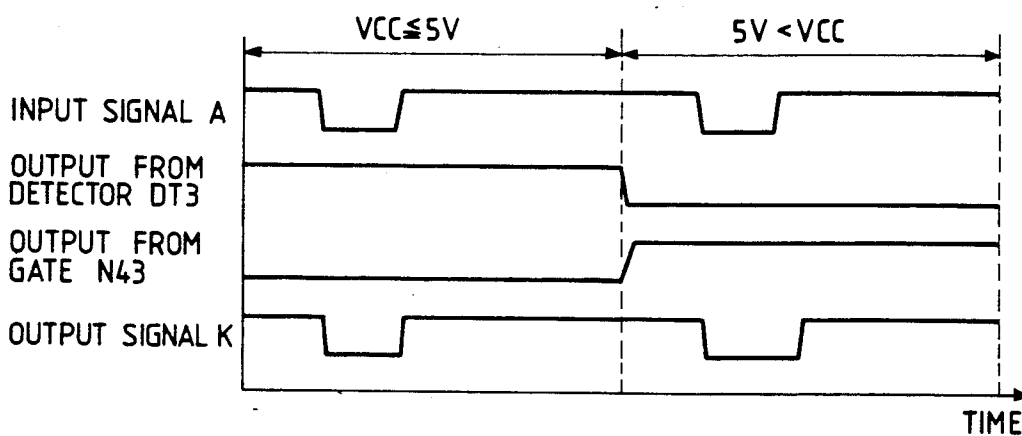 VCC≦5V
5V<VCC
INPUT SIGNAL A
OUTPUT FROM
DETECTOR DT3
OUTPUT FROM
GATE N43
OUTPUT SIGNAL K
TIME